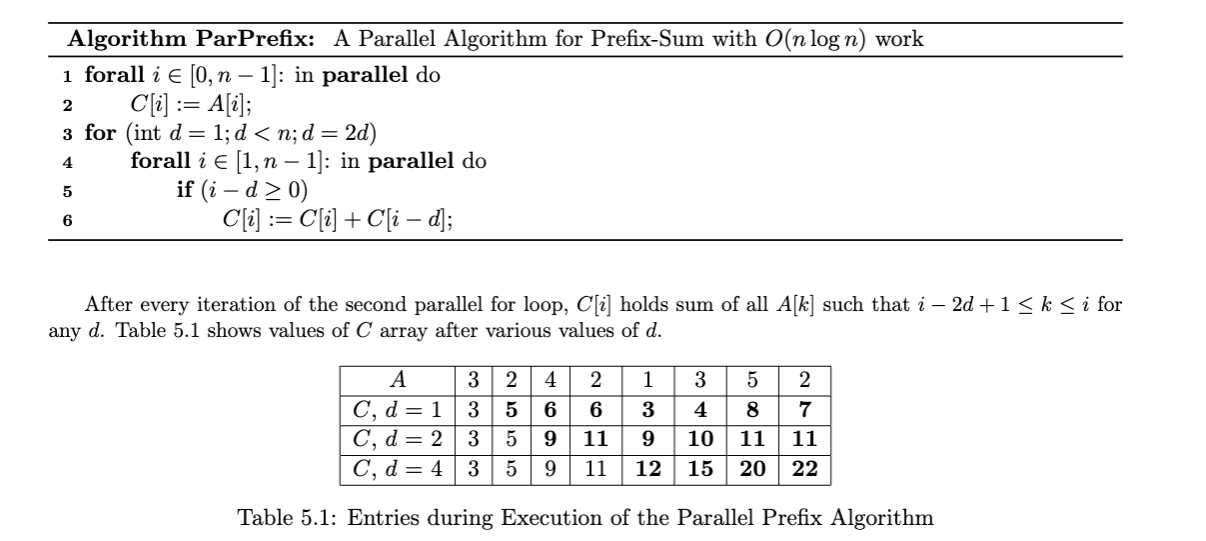 Algorithm ParPrefix: A Parallel Algorithm for Prefix-Sum with O(n log n) work
1 forall i ∈ [0, n − 1]: in parallel do
2 C[i] := A[i];
3 for (int d = 1; d < n; d = 2d)
4 forall i ∈ [1, n − 1]: in parallel do
5 if (i − d ≥ 0)
6 C[i] := C[i] + C[i − d];
After every iteration of the second parallel for loop, C[i] holds sum of all A[k] such that i − 2d + 1 ≤ k ≤ i for
any d. Table 5.1 shows values of C array after various values of d.
A 3 2 4 2 1 3 5 2
C, d = 1 3 5 6 6 3 4 8 7
C, d = 2 3 5 9 11 9 10 11 11
C, d = 4 3 5 9 11 12 15 20 22
Table 5.1: Entries during Execution of the Parallel Prefix Algorithm